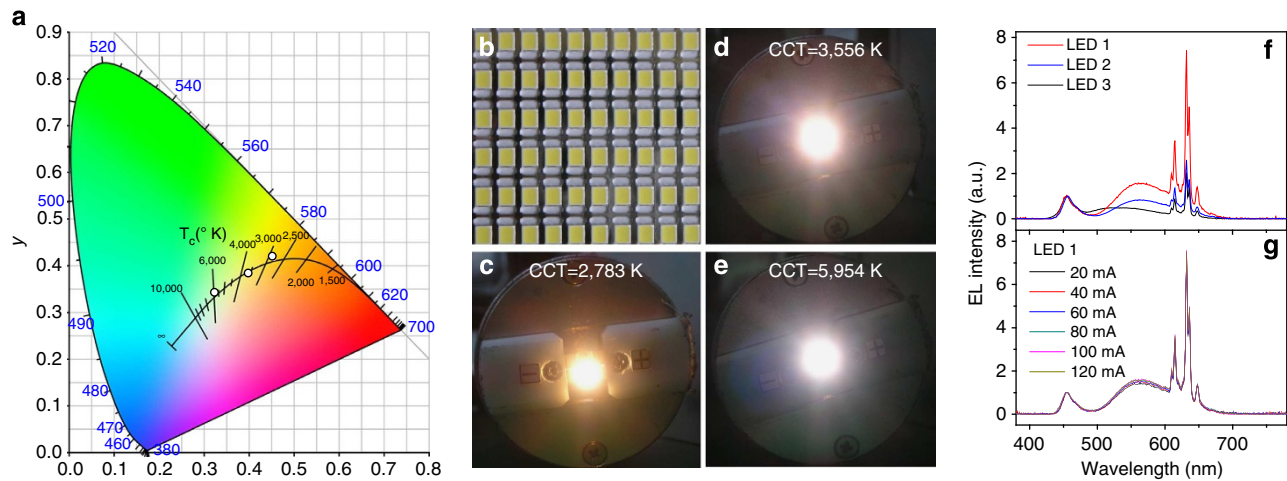 a
0.9
0.8
0.7
0.6
0.5
0.4
0.3
0.2
0.1
0.0
y
0.0 0.1 0.2 0.3 0.4 0.5 0.6 0.7 0.8
520
540
560
580
600
620
700
500
490
480
470
460
380
Tc(° K)
∞
10,000
6,000
4,000
3,000
2,500
2,000
1,500
b
c
CCT=2,783 K
d
CCT=3,556 K
e
CCT=5,954 K
f
LED 1
LED 2
LED 3
8
6
4
2
0
EL intensity (a.u.)
g
LED 1
20 mA
40 mA
60 mA
80 mA
100 mA
120 mA
8
6
4
2
0
400 500 600 700
Wavelength (nm)